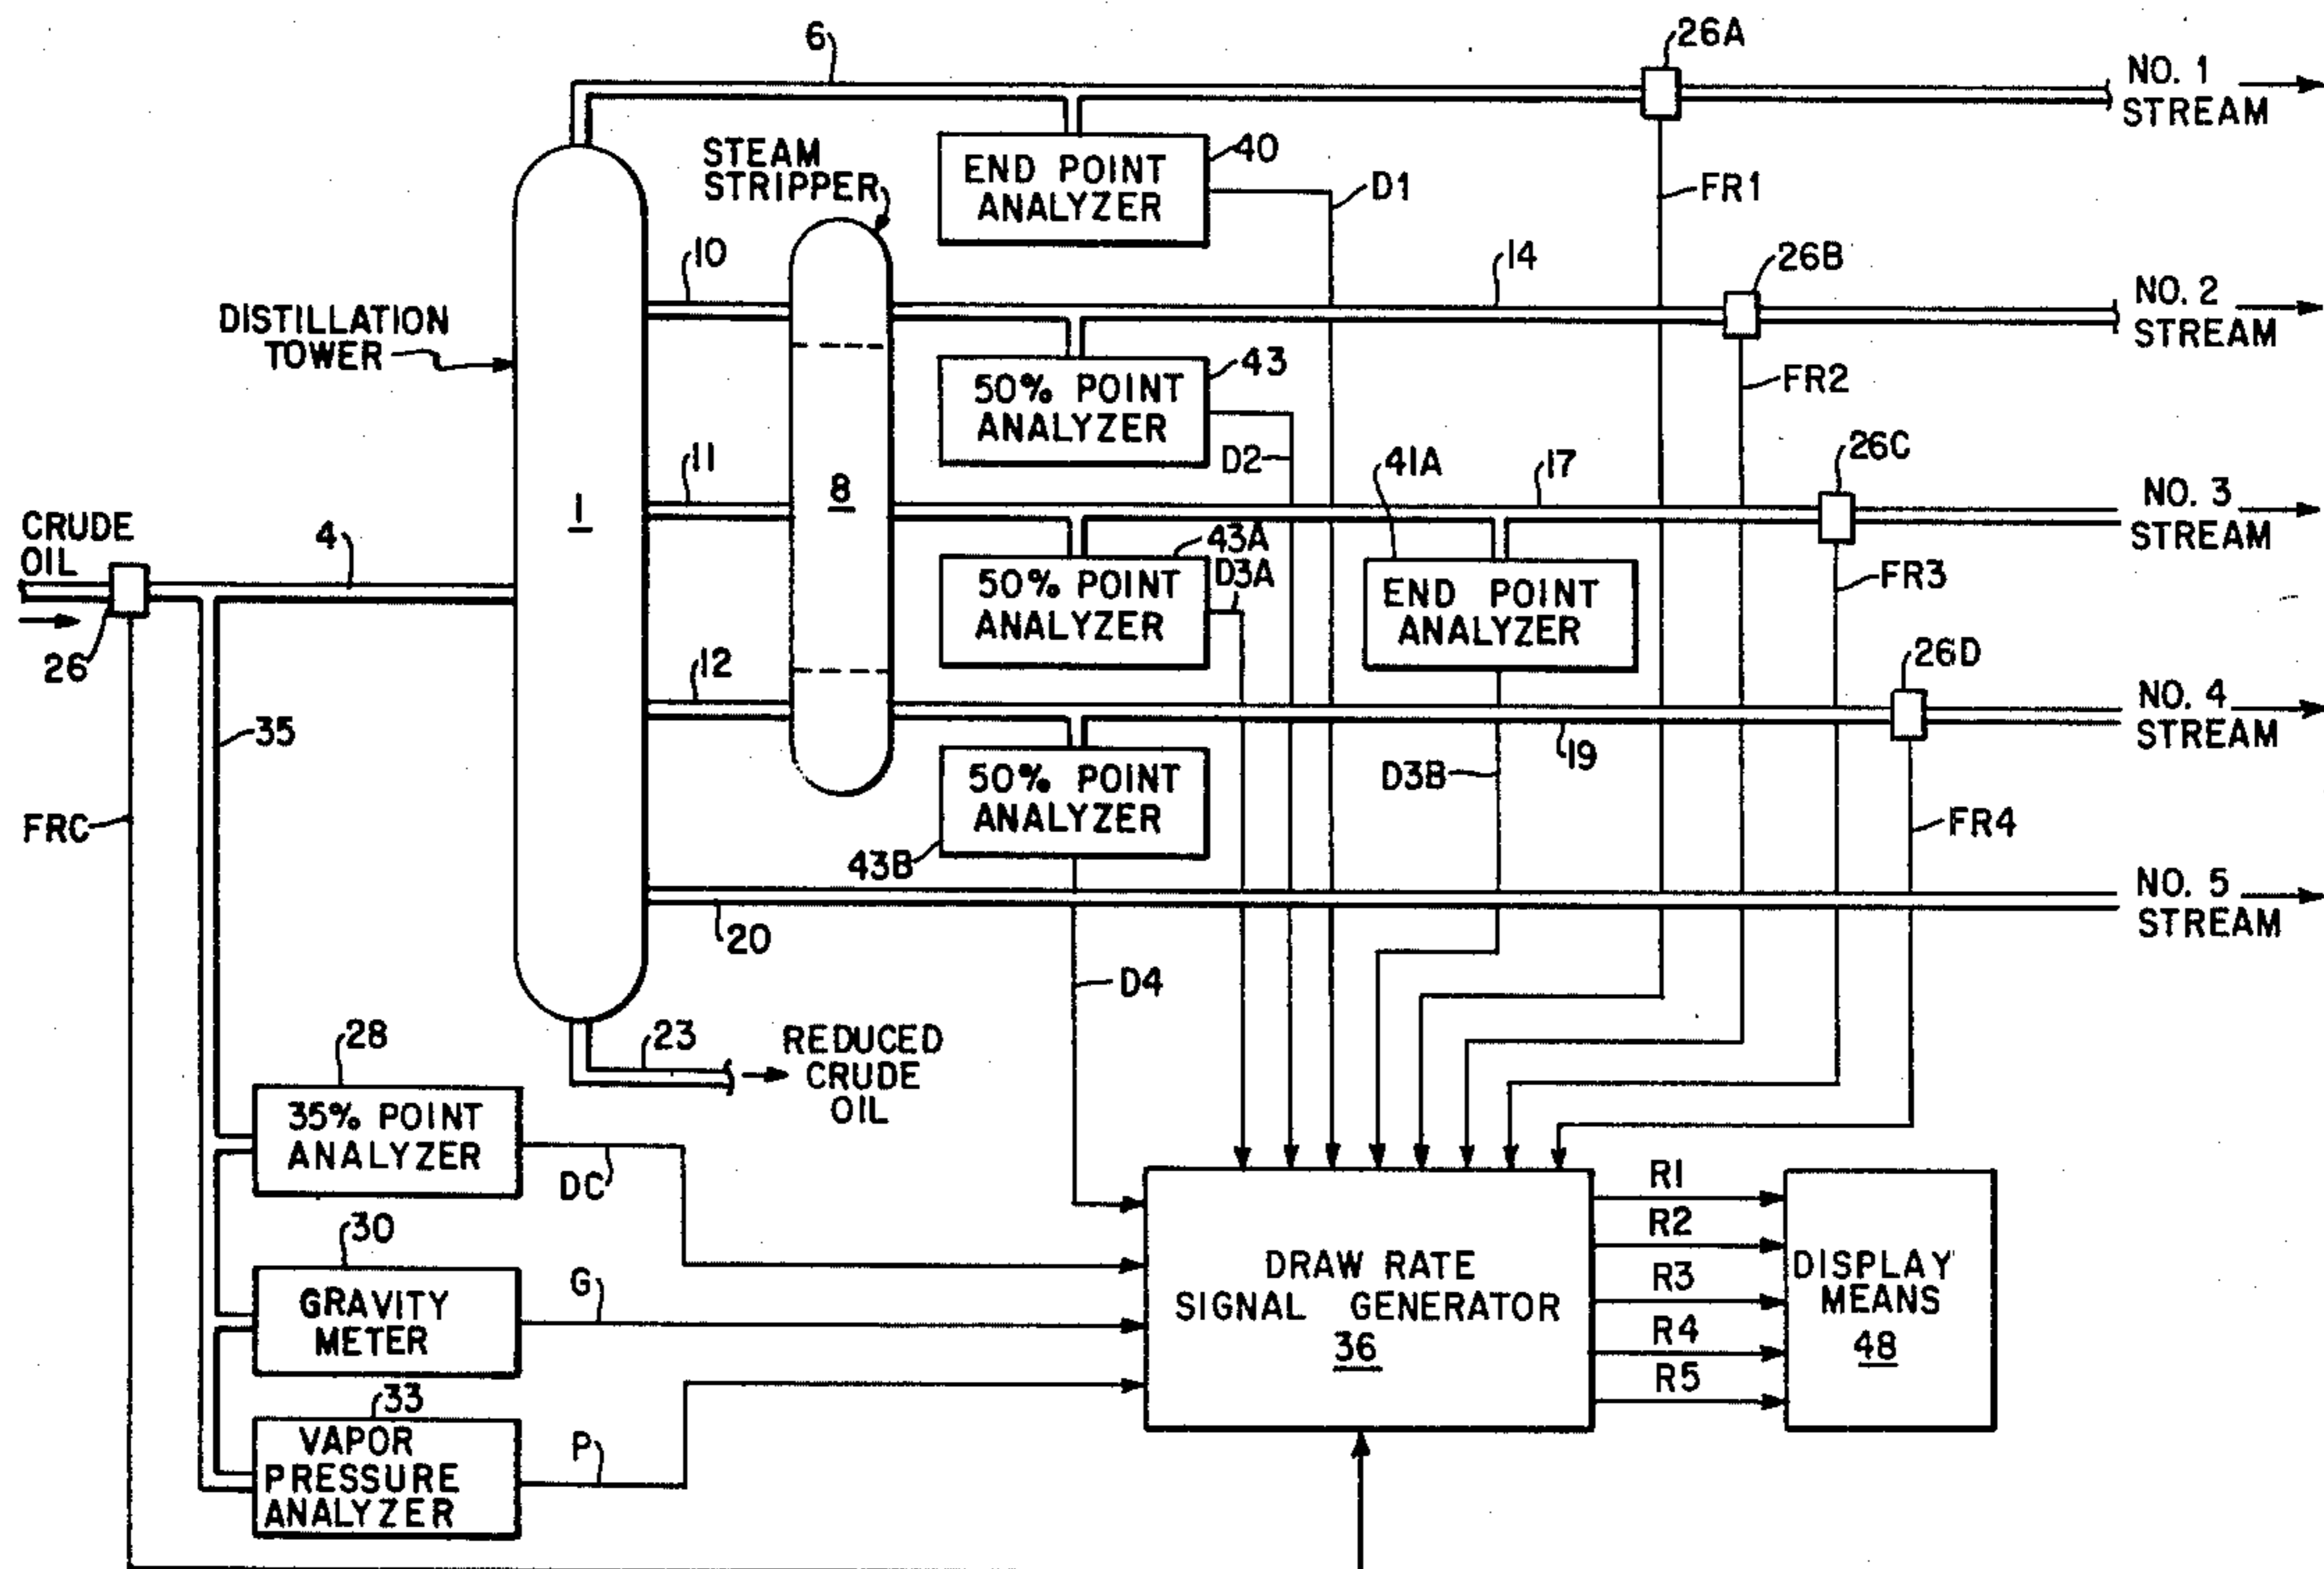 6
26A
NO. 1
STREAM
STEAM
STRIPPER
END POINT
ANALYZER
40
D1
FR1
10
14
26B
NO. 2
STREAM
DISTILLATION
TOWER
50% POINT
ANALYZER
43
D2
FR2
11
1
8
41A
17
26C
NO. 3
STREAM
CRUDE
OIL
4
26
43A
D3A
50% POINT
ANALYZER
END POINT
ANALYZER
FR3
12
26D
NO. 4
STREAM
35
50% POINT
ANALYZER
43B
D3B
19
FRC
FR4
NO. 5
STREAM
20
D4
28
23
REDUCED
CRUDE
OIL
35% POINT
ANALYZER
DC
30
GRAVITY
METER
G
33
VAPOR
PRESSURE
ANALYZER
P
DRAW RATE
SIGNAL GENERATOR
36
R1
R2
R3
R4
R5
DISPLAY
MEANS
48